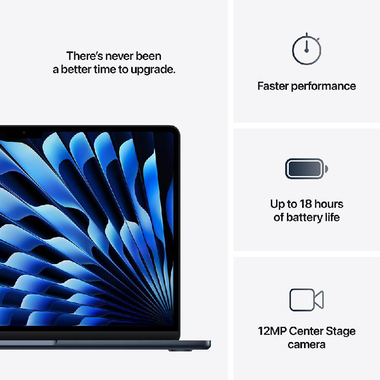 There's never been
a better time to upgrade.
Faster performance
Up to 18 hours
of battery life
12MP Center Stage
camera